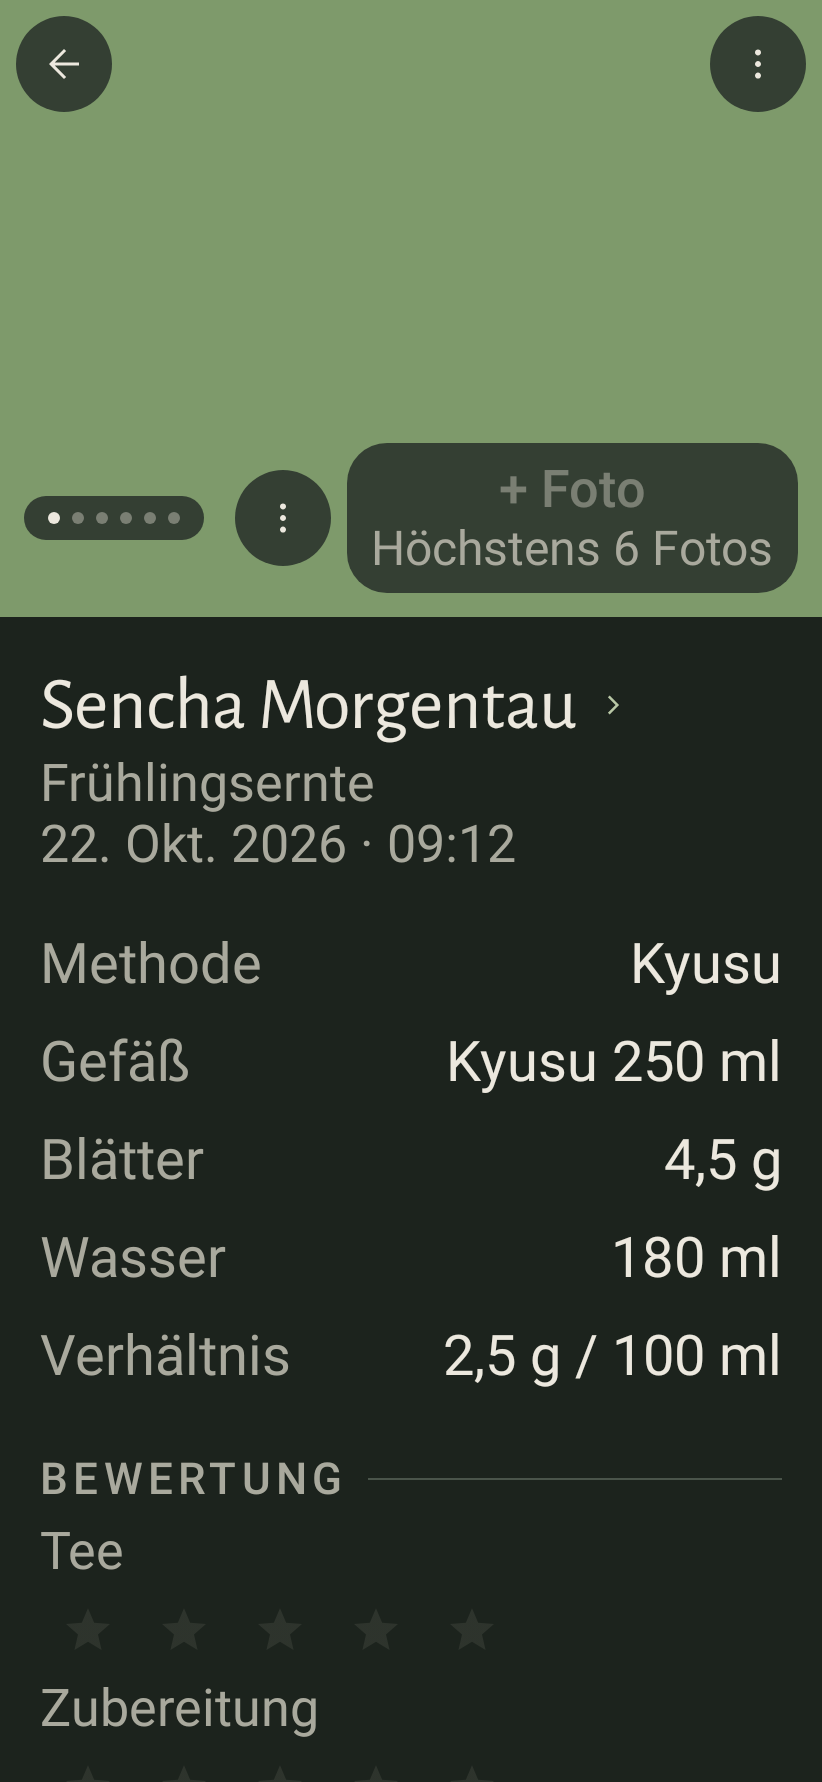 + Foto
Höchstens 6 Fotos
Sencha Morgentau
Frühlingsernte
22. Okt. 2026 · 09:12
Methode Kyusu
Gefäß Kyusu 250 ml
Blätter 4,5 g
Wasser 180 ml
Verhältnis 2,5 g / 100 ml
BEWERTUNG
Tee
Zubereitung